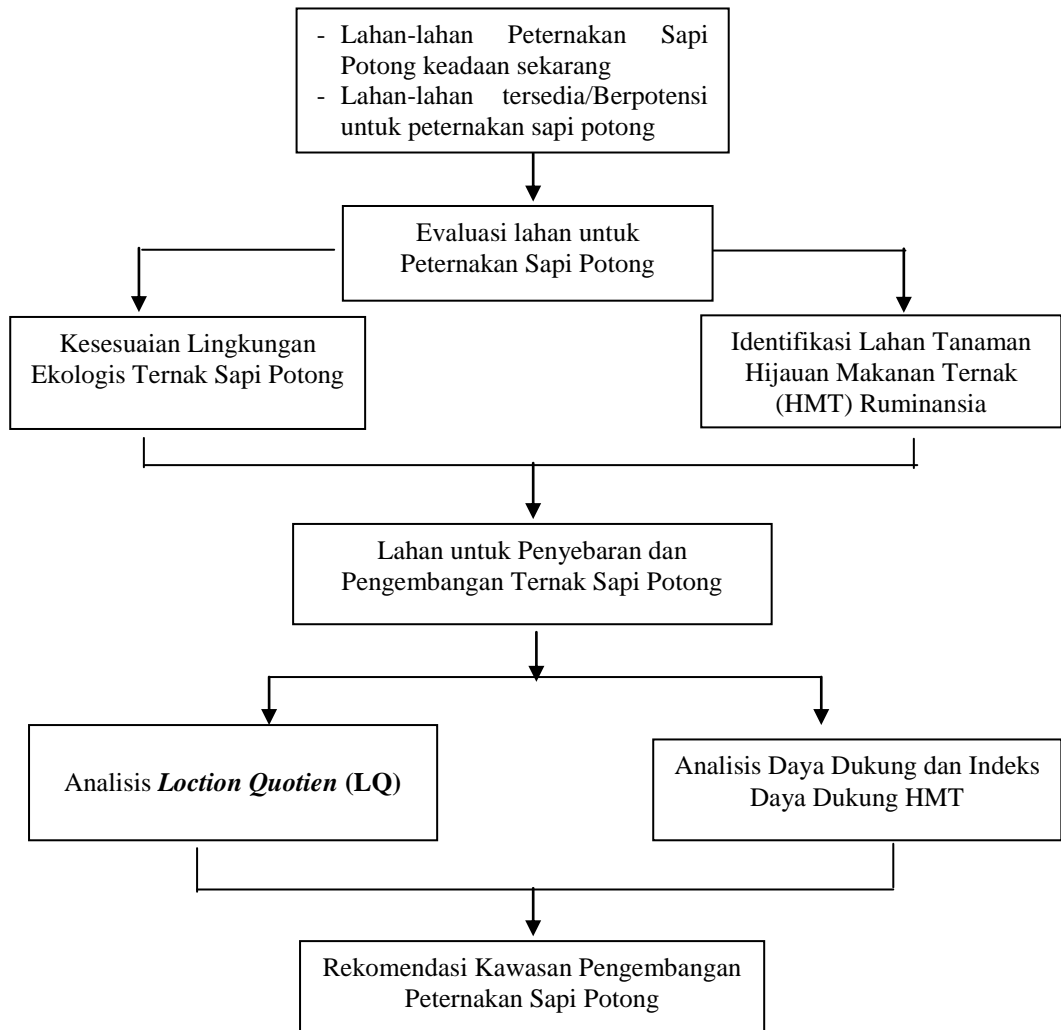 - Lahan-lahan Peternakan Sapi
Potong keadaan sekarang
- Lahan-lahan tersedia/Berpotensi
untuk peternakan sapi potong
Evaluasi lahan untuk
Peternakan Sapi Potong
Kesesuaian Lingkungan
Ekologis Ternak Sapi Potong
Identifikasi Lahan Tanaman
Hijauan Makanan Ternak
(HMT) Ruminansia
Lahan untuk Penyebaran dan
Pengembangan Ternak Sapi Potong
Analisis Loction Quotien (LQ)
Analisis Daya Dukung dan Indeks
Daya Dukung HMT
Rekomendasi Kawasan Pengembangan
Peternakan Sapi Potong